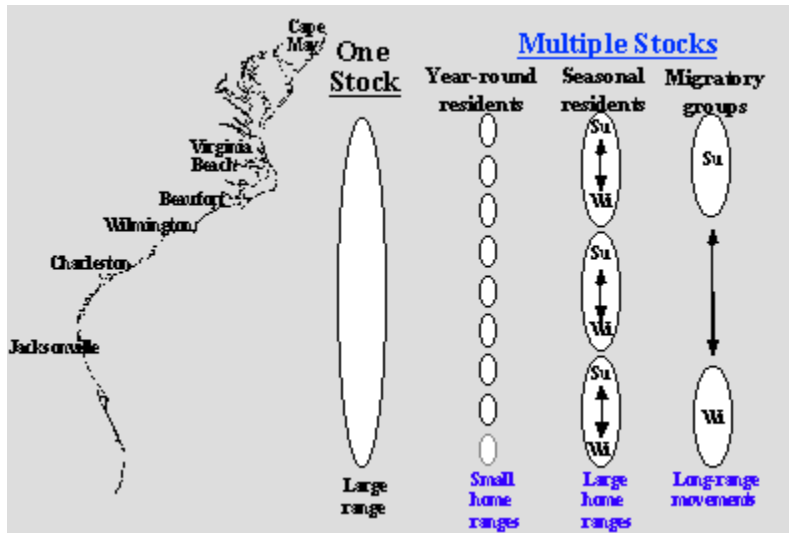 Cape
May
Virginia
Beach
Beaufort
Wilmington
Charleston
Jacksonville
One
Stock
Large
range
Multiple Stocks
Year-round
residents
Small
home
ranges
Seasonal
residents
Su
Wi
Su
Wi
Su
Wi
Large
home
ranges
Migratory
groups
Su
Wi
Long-range
movements